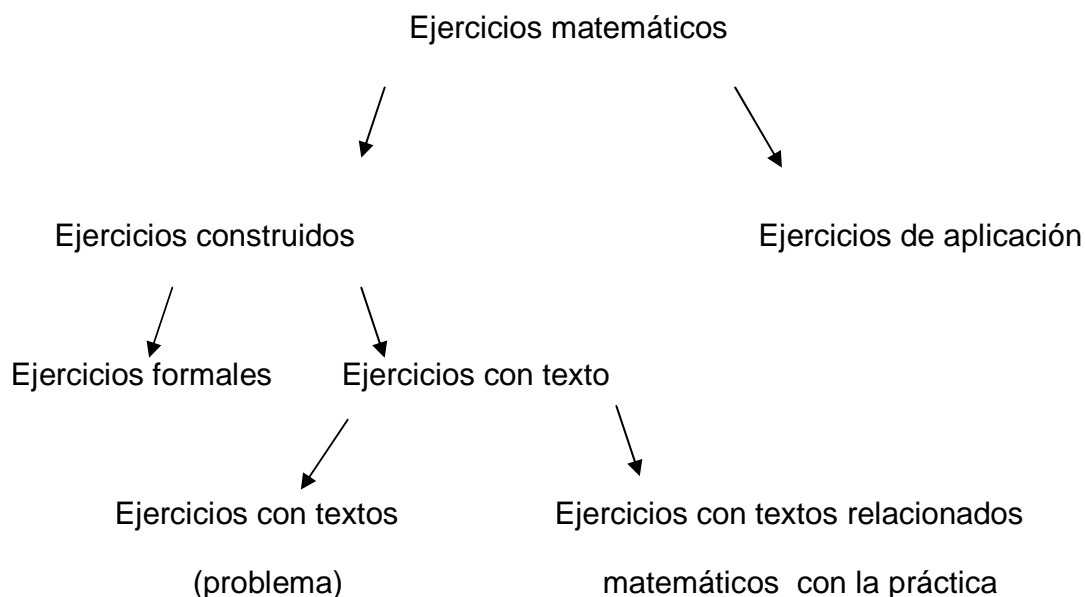 Ejercicios matemáticos
Ejercicios construidos Ejercicios de aplicación
Ejercicios formales Ejercicios con texto
Ejercicios con textos Ejercicios con textos relacionados
(problema) matemáticos con la práctica